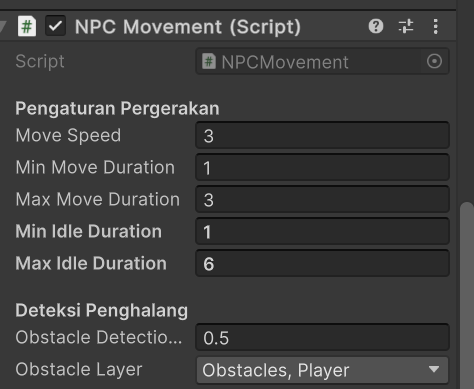 NPC Movement (Script)
Script NPCMovement
Pengaturan Pergerakan
Move Speed 3
Min Move Duration 1
Max Move Duration 3
Min Idle Duration 1
Max Idle Duration 6
Deteksi Penghalang
Obstacle Detectio... 0.5
Obstacle Layer Obstacles, Player